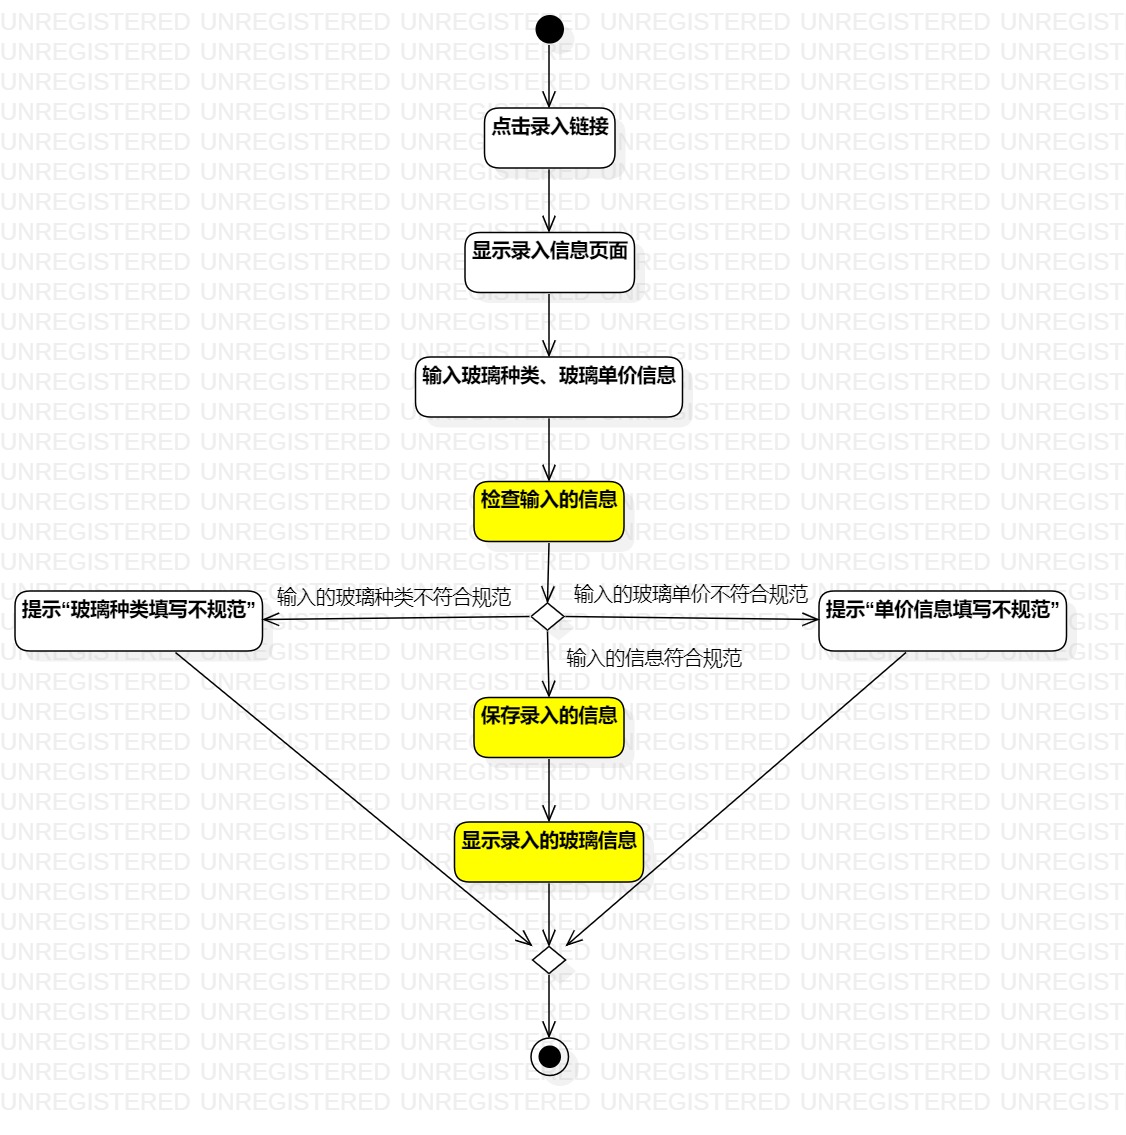 点击录入链接
显示录入信息页面
输入玻璃种类、玻璃单价信息
检查输入的信息
输入的玻璃种类不符合规范
输入的玻璃单价不符合规范
提示“玻璃种类填写不规范”
提示“单价信息填写不规范”
输入的信息符合规范
保存录入的信息
显示录入的玻璃信息
UNREGISTERED